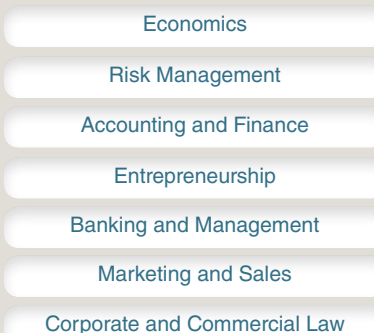 Economics
Risk Management
Accounting and Finance
Entrepreneurship
Banking and Management
Marketing and Sales
Corporate and Commercial Law